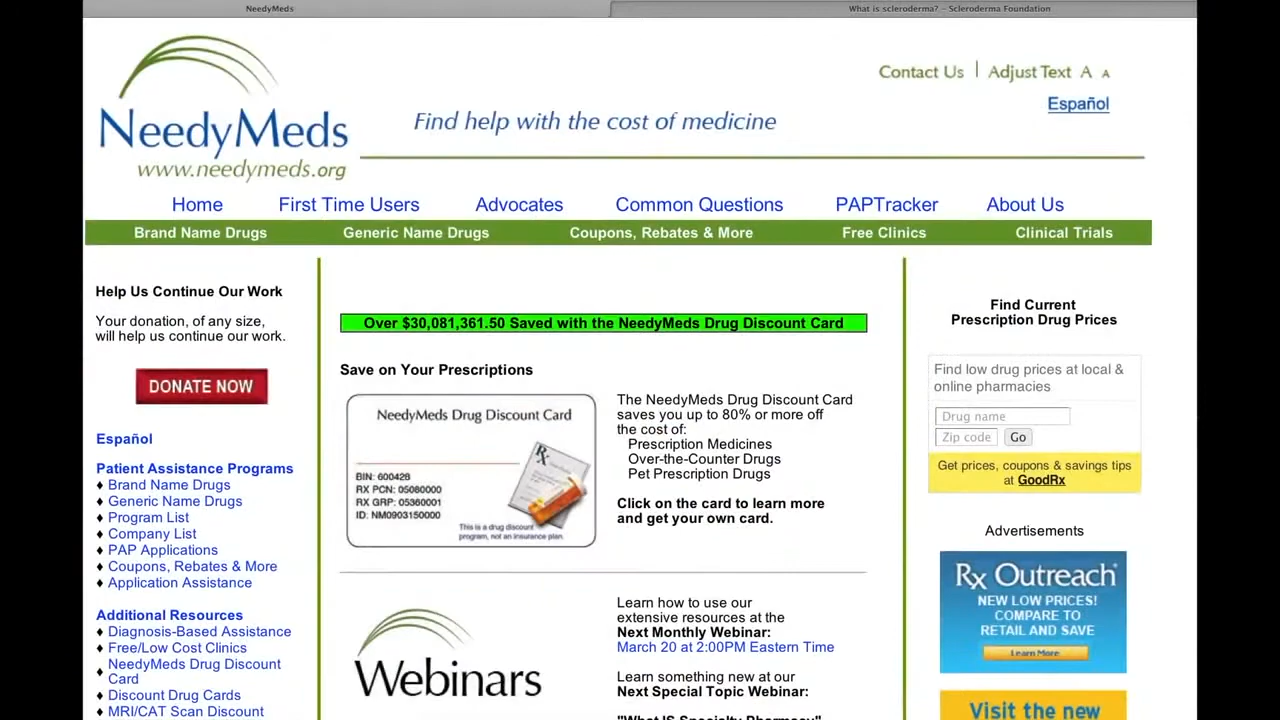 NeedyMeds
What is scleroderma? – Scleroderma Foundation
NeedyMeds
www.needymeds.org
Find help with the cost of medicine
Contact Us | Adjust Text A A
Español
Home First Time Users Advocates Common Questions PAPTracker About Us
Brand Name Drugs Generic Name Drugs Coupons, Rebates & More Free Clinics Clinical Trials
Help Us Continue Our Work
Your donation, of any size,
will help us continue our work.
DONATE NOW
Español
Patient Assistance Programs
♦ Brand Name Drugs
♦ Generic Name Drugs
♦ Program List
♦ Company List
♦ PAP Applications
♦ Coupons, Rebates & More
♦ Application Assistance
Additional Resources
♦ Diagnosis-Based Assistance
♦ Free/Low Cost Clinics
♦ NeedyMeds Drug Discount
Card
♦ Discount Drug Cards
♦ MRI/CAT Scan Discount
Over $30,081,361.50 Saved with the NeedyMeds Drug Discount Card
Save on Your Prescriptions
NeedyMeds Drug Discount Card
Rx
BIN: 600428
RX PCN: 05080000
RX GRP: 05360001
ID: NM0903150000
This is a drug discount
program, not an insurance plan.
The NeedyMeds Drug Discount Card
saves you up to 80% or more off
the cost of:
Prescription Medicines
Over-the-Counter Drugs
Pet Prescription Drugs
Click on the card to learn more
and get your own card.
Webinars
Learn how to use our
extensive resources at the
Next Monthly Webinar:
March 20 at 2:00PM Eastern Time
Learn something new at our
Next Special Topic Webinar:
"What IS Specialty Pharmacy"
Find Current
Prescription Drug Prices
Find low drug prices at local &
online pharmacies
Drug name
Zip code Go
Get prices, coupons & savings tips
at GoodRx
Advertisements
Rx Outreach®
NEW LOW PRICES!
COMPARE TO
RETAIL AND SAVE
Learn More
Visit the new